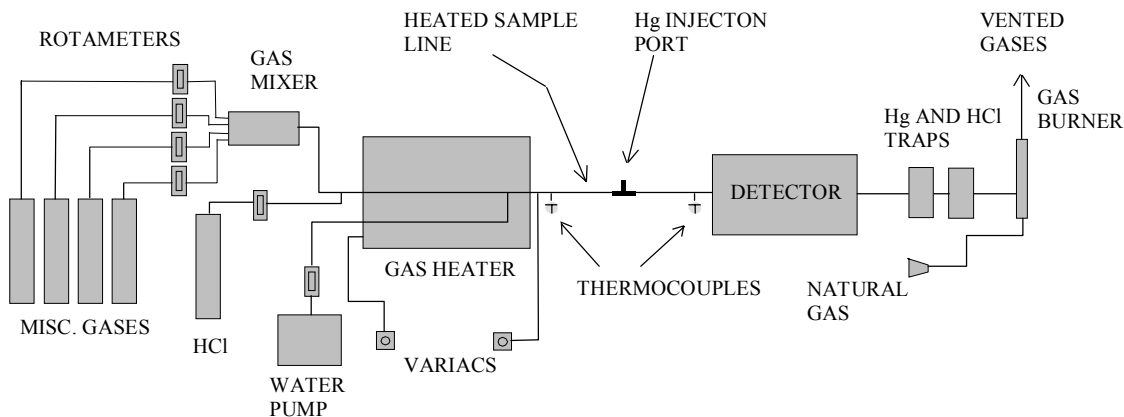 ROTAMETERS
GAS
MIXER
HEATED SAMPLE
LINE
Hg INJECTON
PORT
VENTED
GASES
GAS
BURNER
Hg AND HCl
TRAPS
DETECTOR
GAS HEATER
THERMOCOUPLES
NATURAL
GAS
MISC. GASES
HCl
WATER
PUMP
VARIACS